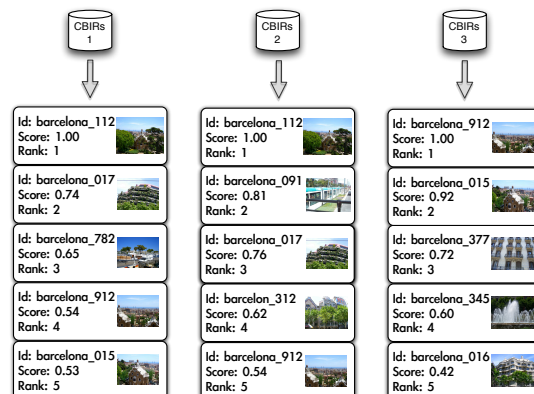 CBIRs
1
Id: barcelona_112
Score: 1.00
Rank: 1
Id: barcelona_017
Score: 0.74
Rank: 2
Id: barcelona_782
Score: 0.65
Rank: 3
Id: barcelona_912
Score: 0.54
Rank: 4
Id: barcelona_015
Score: 0.53
Rank: 5
CBIRs
2
Id: barcelona_112
Score: 1.00
Rank: 1
Id: barcelona_091
Score: 0.81
Rank: 2
Id: barcelona_017
Score: 0.76
Rank: 3
Id: barcelon_312
Score: 0.62
Rank: 4
Id: barcelona_912
Score: 0.54
Rank: 5
CBIRs
3
Id: barcelona_912
Score: 1.00
Rank: 1
Id: barcelona_015
Score: 0.92
Rank: 2
Id: barcelona_377
Score: 0.72
Rank: 3
Id: barcelona_345
Score: 0.60
Rank: 4
Id: barcelona_016
Score: 0.42
Rank: 5